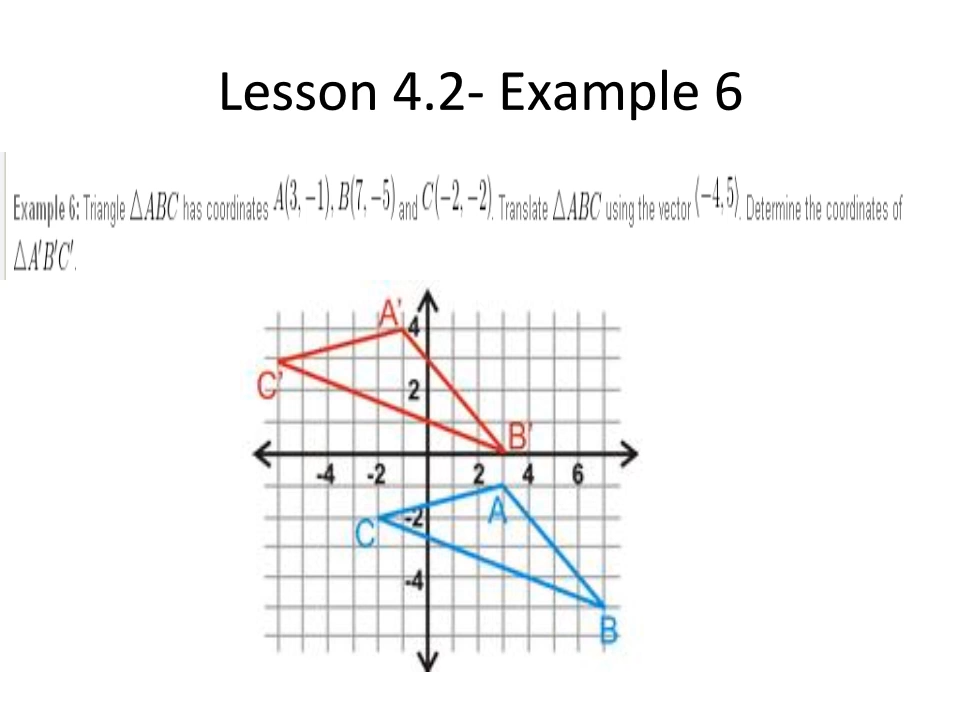 Lesson 4.2- Example 6
Example 6: Triangle △ABC has coordinates A(3, −1), B(7, −5) and C(−2, −2). Translate △ABC using the vector ⟨−4, 5⟩. Determine the coordinates of
△A′B′C′.
A' 4
C' 2
B'
-4 -2 2 4 6
C -2 A
-4
B